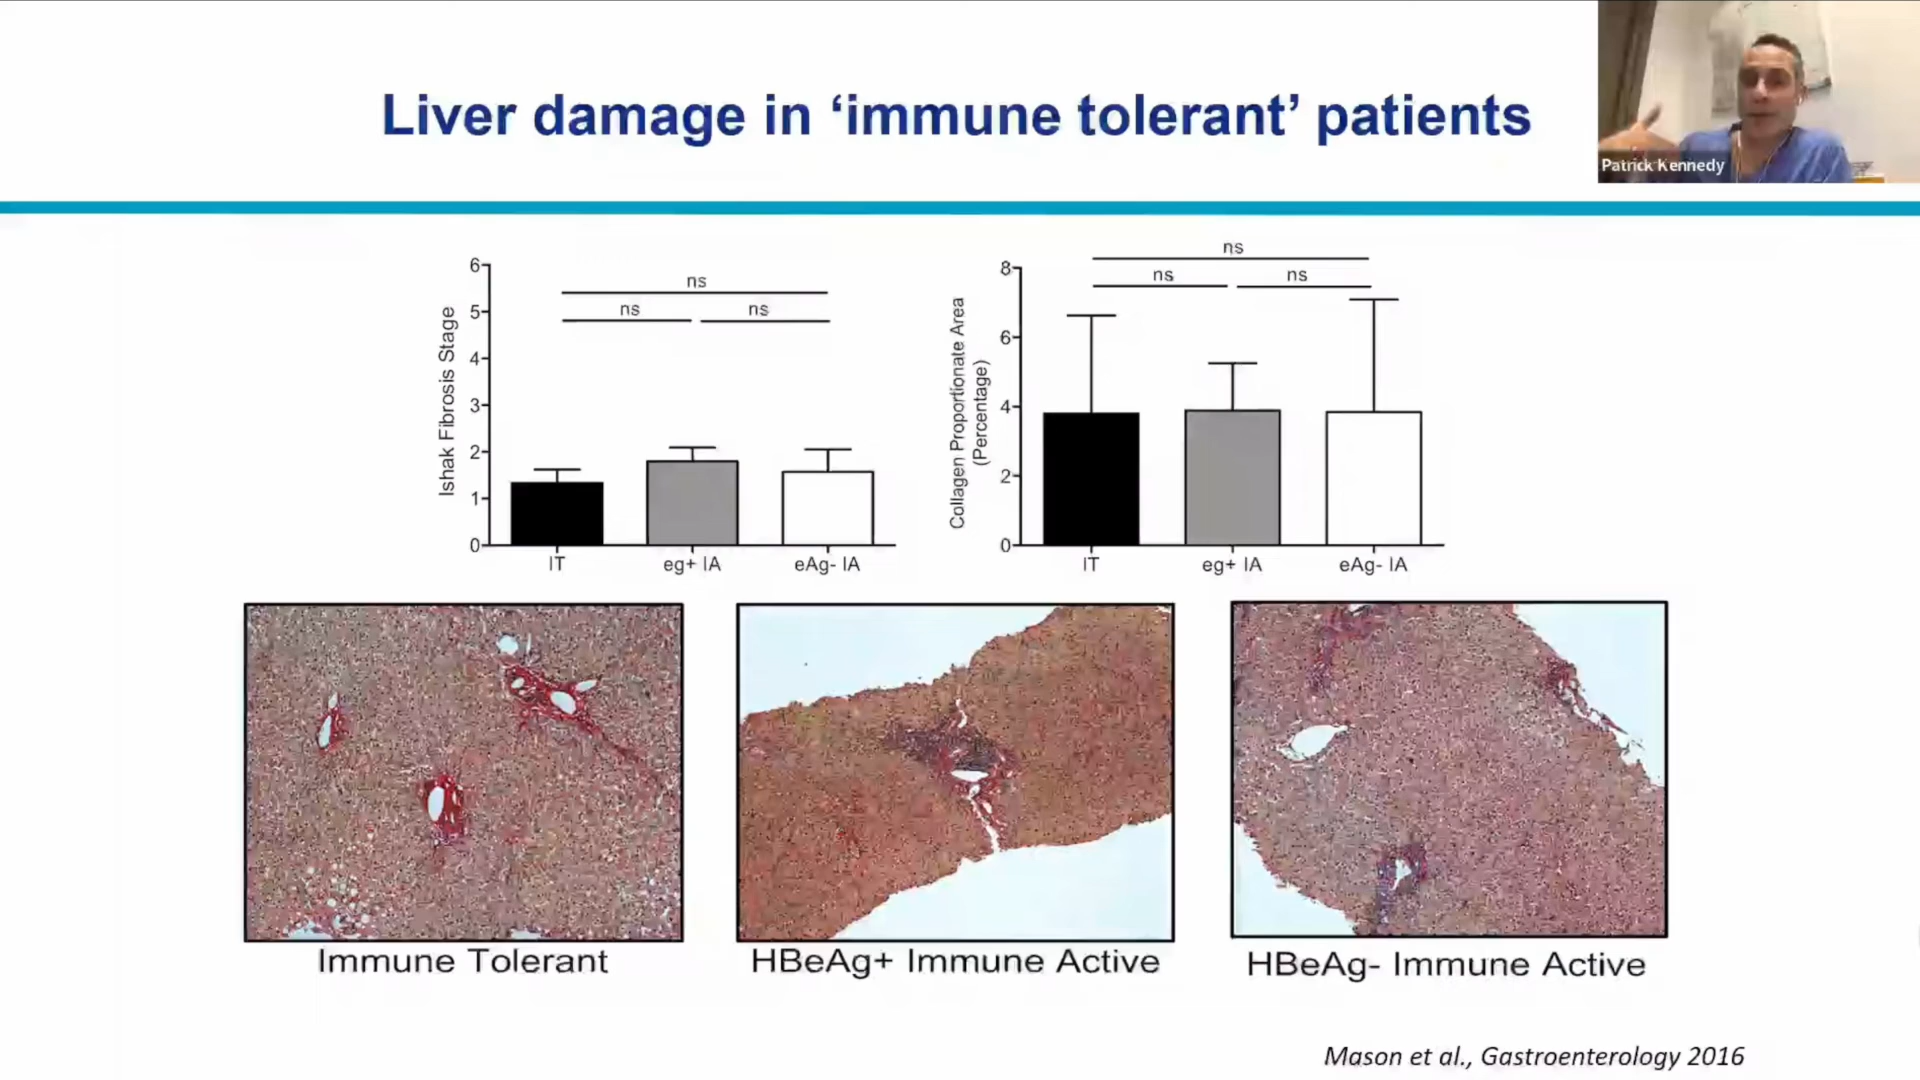 Liver damage in ‘immune tolerant’ patients
Patrick Kennedy
Ishak Fibrosis Stage
6
5
4
3
2
1
0
ns
ns
ns
IT
eg+ IA
eAg- IA
Collagen Proportionate Area
(Percentage)
8
6
4
2
0
ns
ns
ns
IT
eg+ IA
eAg- IA
Immune Tolerant
HBeAg+ Immune Active
HBeAg- Immune Active
Mason et al., Gastroenterology 2016